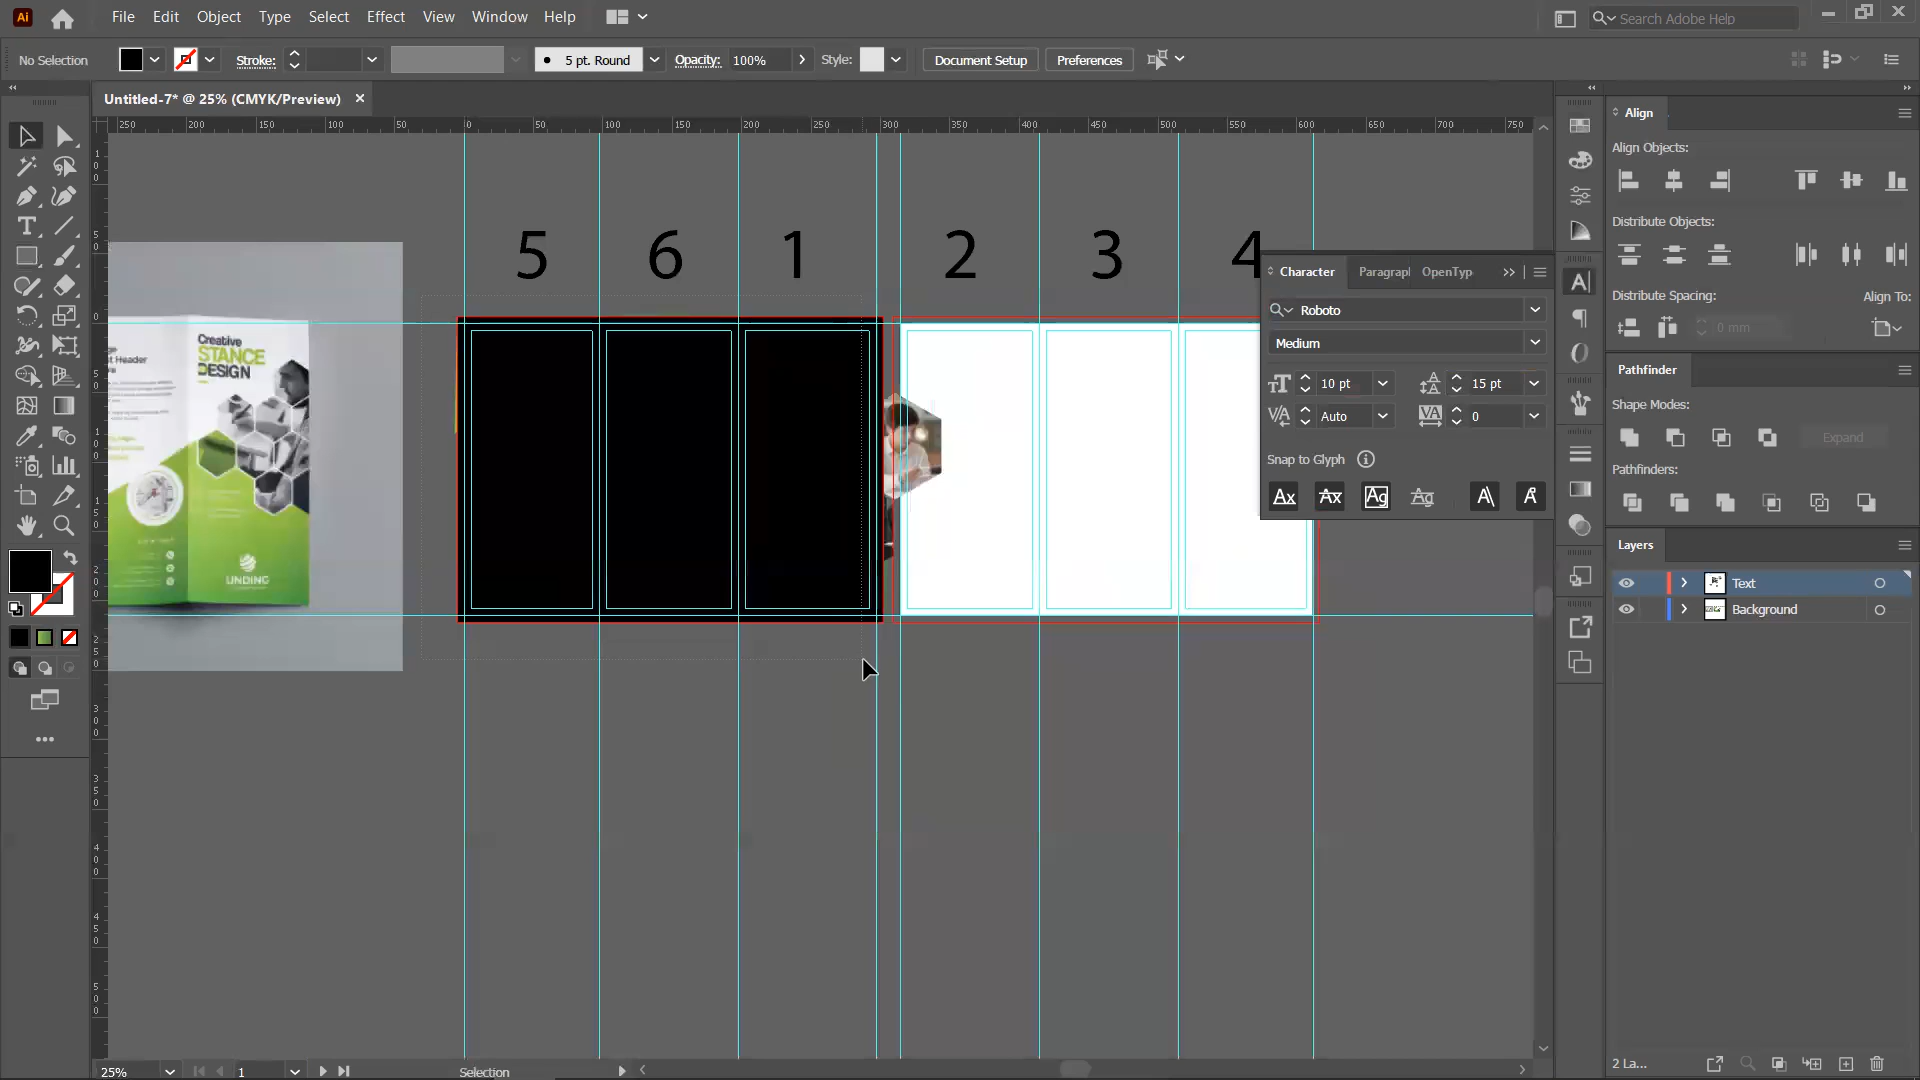 Ai
File Edit Object Type Select Effect View Window Help
Search Adobe Help
No Selection
Stroke:
5 pt. Round
Opacity: 100%
Style:
Document Setup
Preferences
Untitled-7* @ 25% (CMYK/Preview)
250 200 150 100 50 0 50 100 150 200 250 300 350 400 450 500 550 600 650 700 750
5 6 1 2 3 4
Creative
STANCE
DESIGN
Header
UNDING
Character Paragrap OpenTyp
Roboto
Medium
10 pt
15 pt
Auto
0
Snap to Glyph
Align
Align Objects:
Distribute Objects:
Distribute Spacing:
Align To:
0 mm
Pathfinder
Shape Modes:
Expand
Pathfinders:
Layers
Text
Background
2 La...
25%
1
Selection